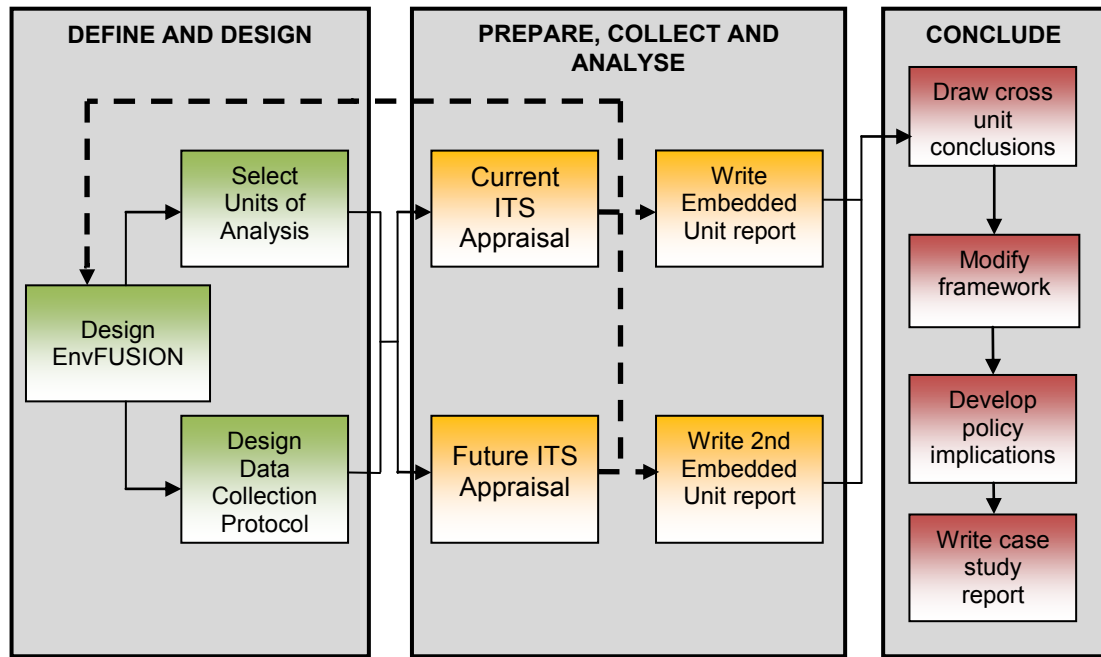 DEFINE AND DESIGN
Select
Units of
Analysis
Design
EnvFUSION
Design
Data
Collection
Protocol
PREPARE, COLLECT AND
ANALYSE
Current
ITS
Appraisal
Write
Embedded
Unit report
Future ITS
Appraisal
Write 2nd
Embedded
Unit report
CONCLUDE
Draw cross
unit
conclusions
Modify
framework
Develop
policy
implications
Write case
study
report